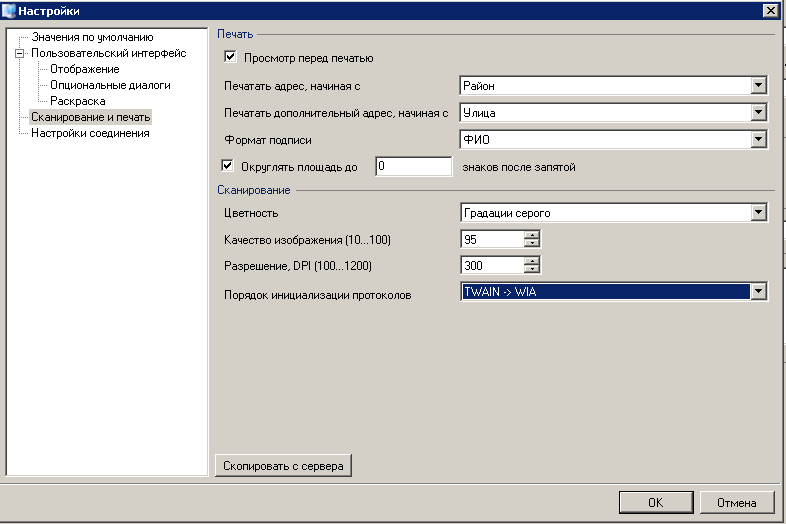 Настройки
Значения по умолчанию
Пользовательский интерфейс
Отображение
Опциональные диалоги
Раскраска
Сканирование и печать
Настройки соединения
Печать
Просмотр перед печатью
Печатать адрес, начиная с Район
Печатать дополнительный адрес, начиная с Улица
Формат подписи ФИО
Округлять площадь до 0 знаков после запятой
Сканирование
Цветность Градации серого
Качество изображения (10...100) 95
Разрешение, DPI (100...1200) 300
Порядок инициализации протоколов TWAIN -> WIA
Скопировать с сервера
OK Отмена